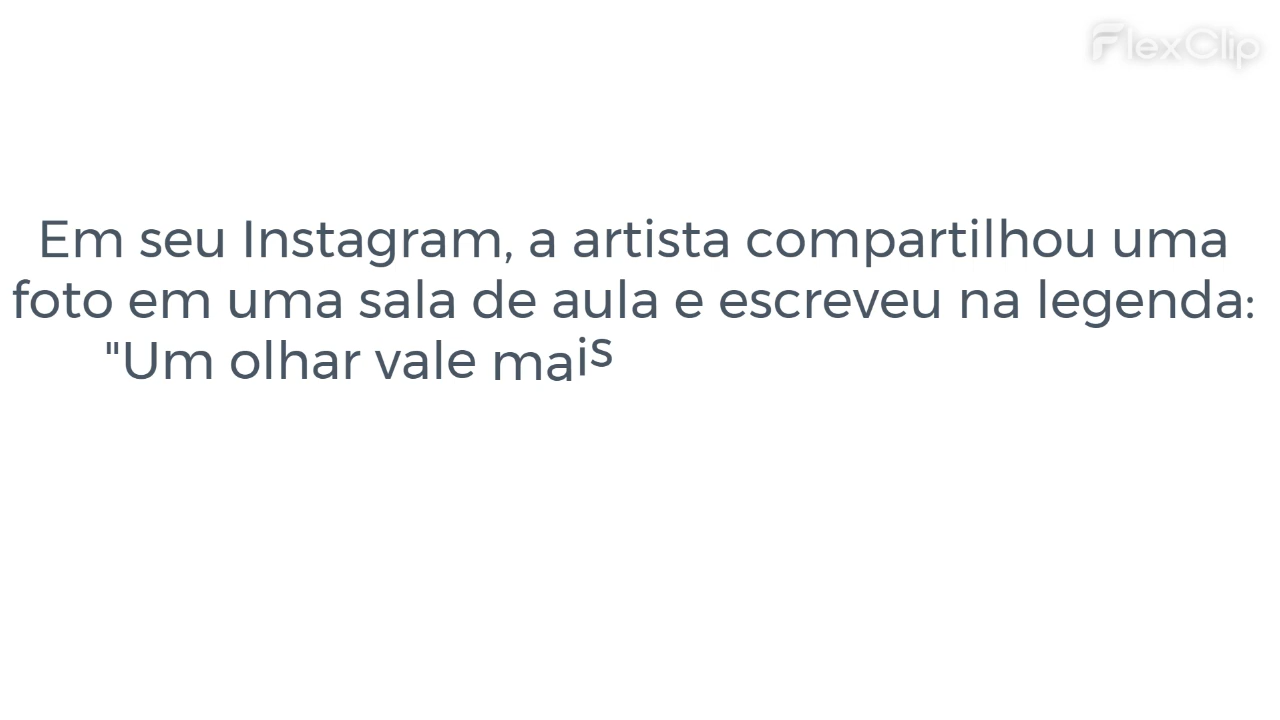 FlexClip
Em seu Instagram, a artista compartilhou uma
foto em uma sala de aula e escreveu na legenda:
"Um olhar vale mais